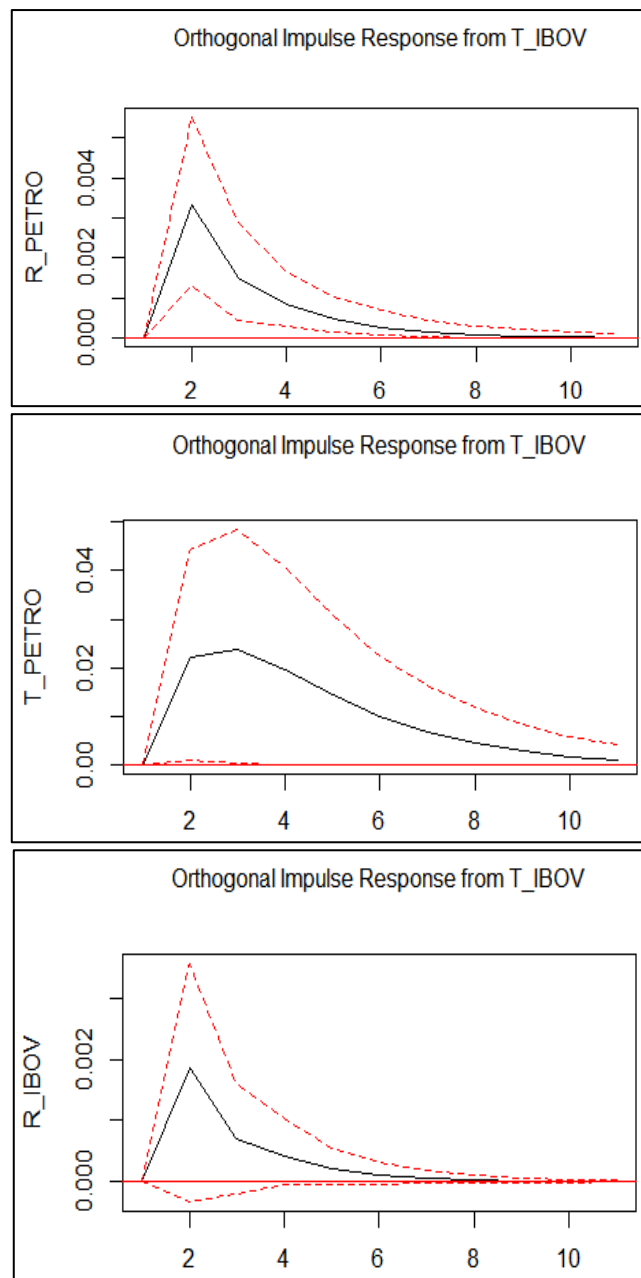 Orthogonal Impulse Response from T_IBOV
R_PETRO
0.004
0.002
0.000
2 4 6 8 10
Orthogonal Impulse Response from T_IBOV
T_PETRO
0.04
0.02
0.00
2 4 6 8 10
Orthogonal Impulse Response from T_IBOV
R_IBOV
0.002
0.000
2 4 6 8 10